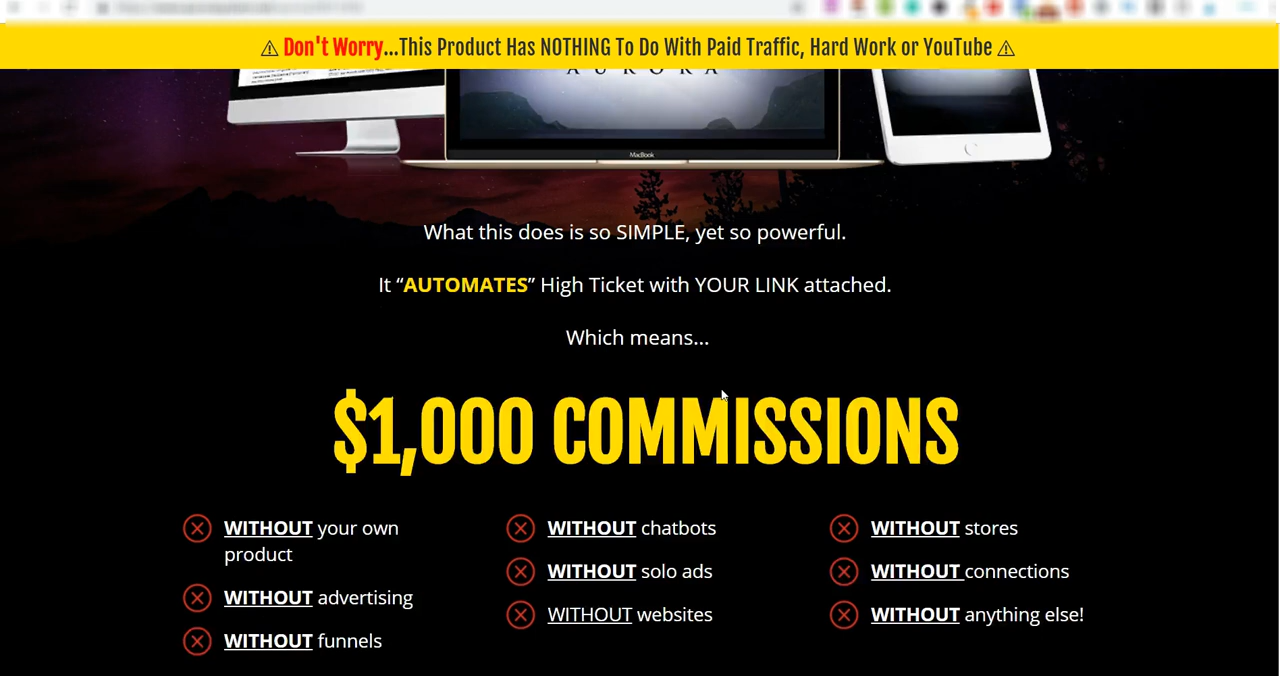 Don't Worry...This Product Has NOTHING To Do With Paid Traffic, Hard Work or YouTube
AURORA
MacBook
What this does is so SIMPLE, yet so powerful.
It “AUTOMATES” High Ticket with YOUR LINK attached.
Which means...
$1,000 COMMISSIONS
WITHOUT your own
product
WITHOUT advertising
WITHOUT funnels
WITHOUT chatbots
WITHOUT solo ads
WITHOUT websites
WITHOUT stores
WITHOUT connections
WITHOUT anything else!